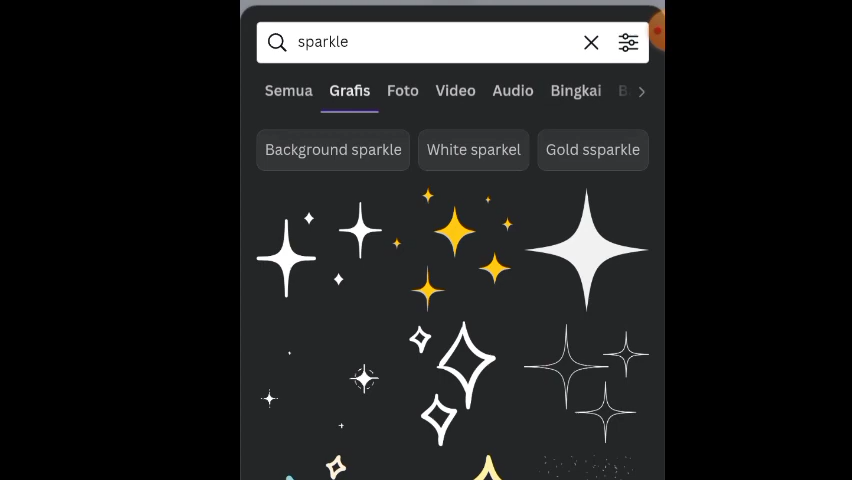 sparkle
Semua Grafis Foto Video Audio Bingkai B
Background sparkle White sparkel Gold ssparkle